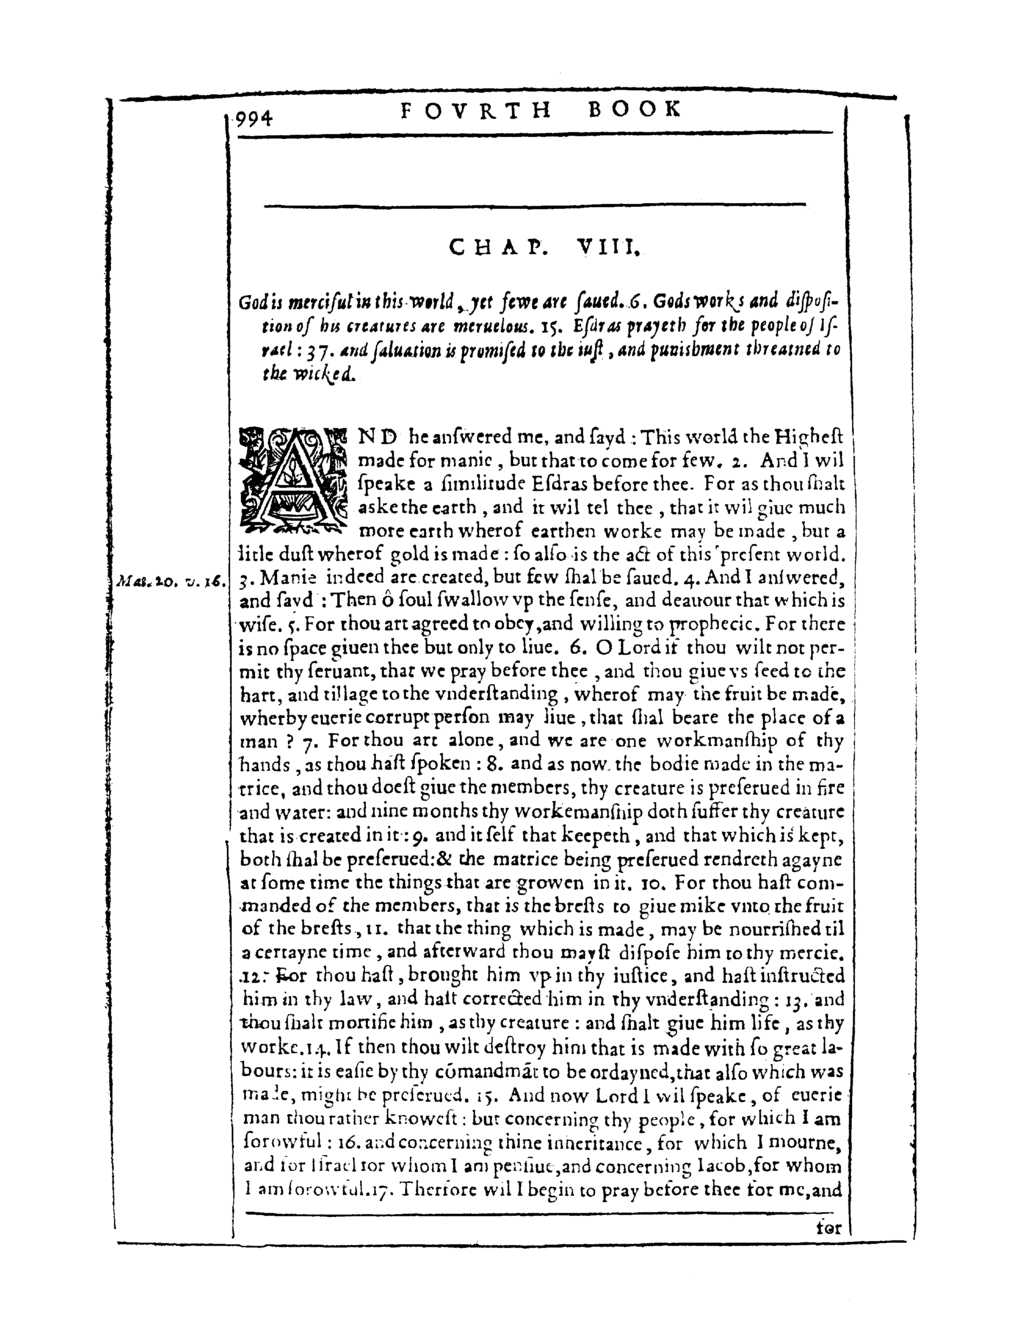 994 FOVRTH BOOK
CHAP. VIII.
God is merciful in this world, yet fewe are ſaued. 6. Gods works and diſpoſi-
tion of his creatures are meruelous. 15. Eſdras prayeth for the people of Iſ-
rael: 37. and ſaluation is promiſed to the iuſt, and punishment threatned to
the wicked.
AND he anſwered me, and ſayd: This world the Higheſt
made for manie, but that to come for few. 2. And I wil
ſpeake a ſimilitude Eſdras before thee. For as thou ſhalt
aske the earth, and it wil tel thee, that it wil giue much
more earth wherof earthen worke may be made, but a
litle duſt wherof gold is made: ſo alſo is the act of this preſent world.
Mat. 20. v. 16.
3. Manie indeed are created, but few ſhal be ſaued. 4. And I anſwered,
and ſayd: Then ô ſoul ſwallow vp the ſenſe, and deauour that which is
wiſe. 5. For thou art agreed to obey, and willing to prophecie. For there
is no ſpace giuen thee but only to liue. 6. O Lord if thou wilt not per-
mit thy ſeruant, that we pray before thee, and thou giue vs ſeed to the
hart, and tillage to the vnderſtanding, wherof may the fruit be made,
wherby euerie corrupt perſon may liue, that ſhal beare the place of a
man? 7. For thou art alone, and we are one workmanſhip of thy
hands, as thou haſt ſpoken: 8. and as now the bodie made in the ma-
trice, and thou doeſt giue the members, thy creature is preſerued in fire
and water: and nine months thy workemanſhip doth ſuffer thy creature
that is created in it: 9. and it ſelf that keepeth, and that which is kept,
both ſhal be preſerued: & the matrice being preſerued rendreth agayne
at ſome time the things that are growen in it. 10. For thou haſt com-
manded of the members, that is the breſts to giue mike vnto the fruit
of the breſts, 11. that the thing which is made, may be nourriſhed til
a certayne time, and afterward thou mayſt diſpoſe him to thy mercie.
12. For thou haſt, brought him vp in thy iuſtice, and haſt inſtructed
him in thy law, and haſt corrected him in thy vnderſtanding: 13. and
thou ſhalt mortifie him, as thy creature: and ſhalt giue him life, as thy
worke. 14. If then thou wilt deſtroy him that is made with ſo great la-
bours: it is eaſie by thy cōmandmāt to be ordayned, that alſo which was
made, might be preſerued. 15. And now Lord I wil ſpeake, of euerie
man thou rather knoweſt: but concerning thy people, for which I am
ſorowful: 16. and concerning thine inheritance, for which I mourne,
and for Iſrael for whom I am penſiue, and concerning Iacob, for whom
I am ſorowful. 17. Therfore wil I begin to pray before thee for me, and
for